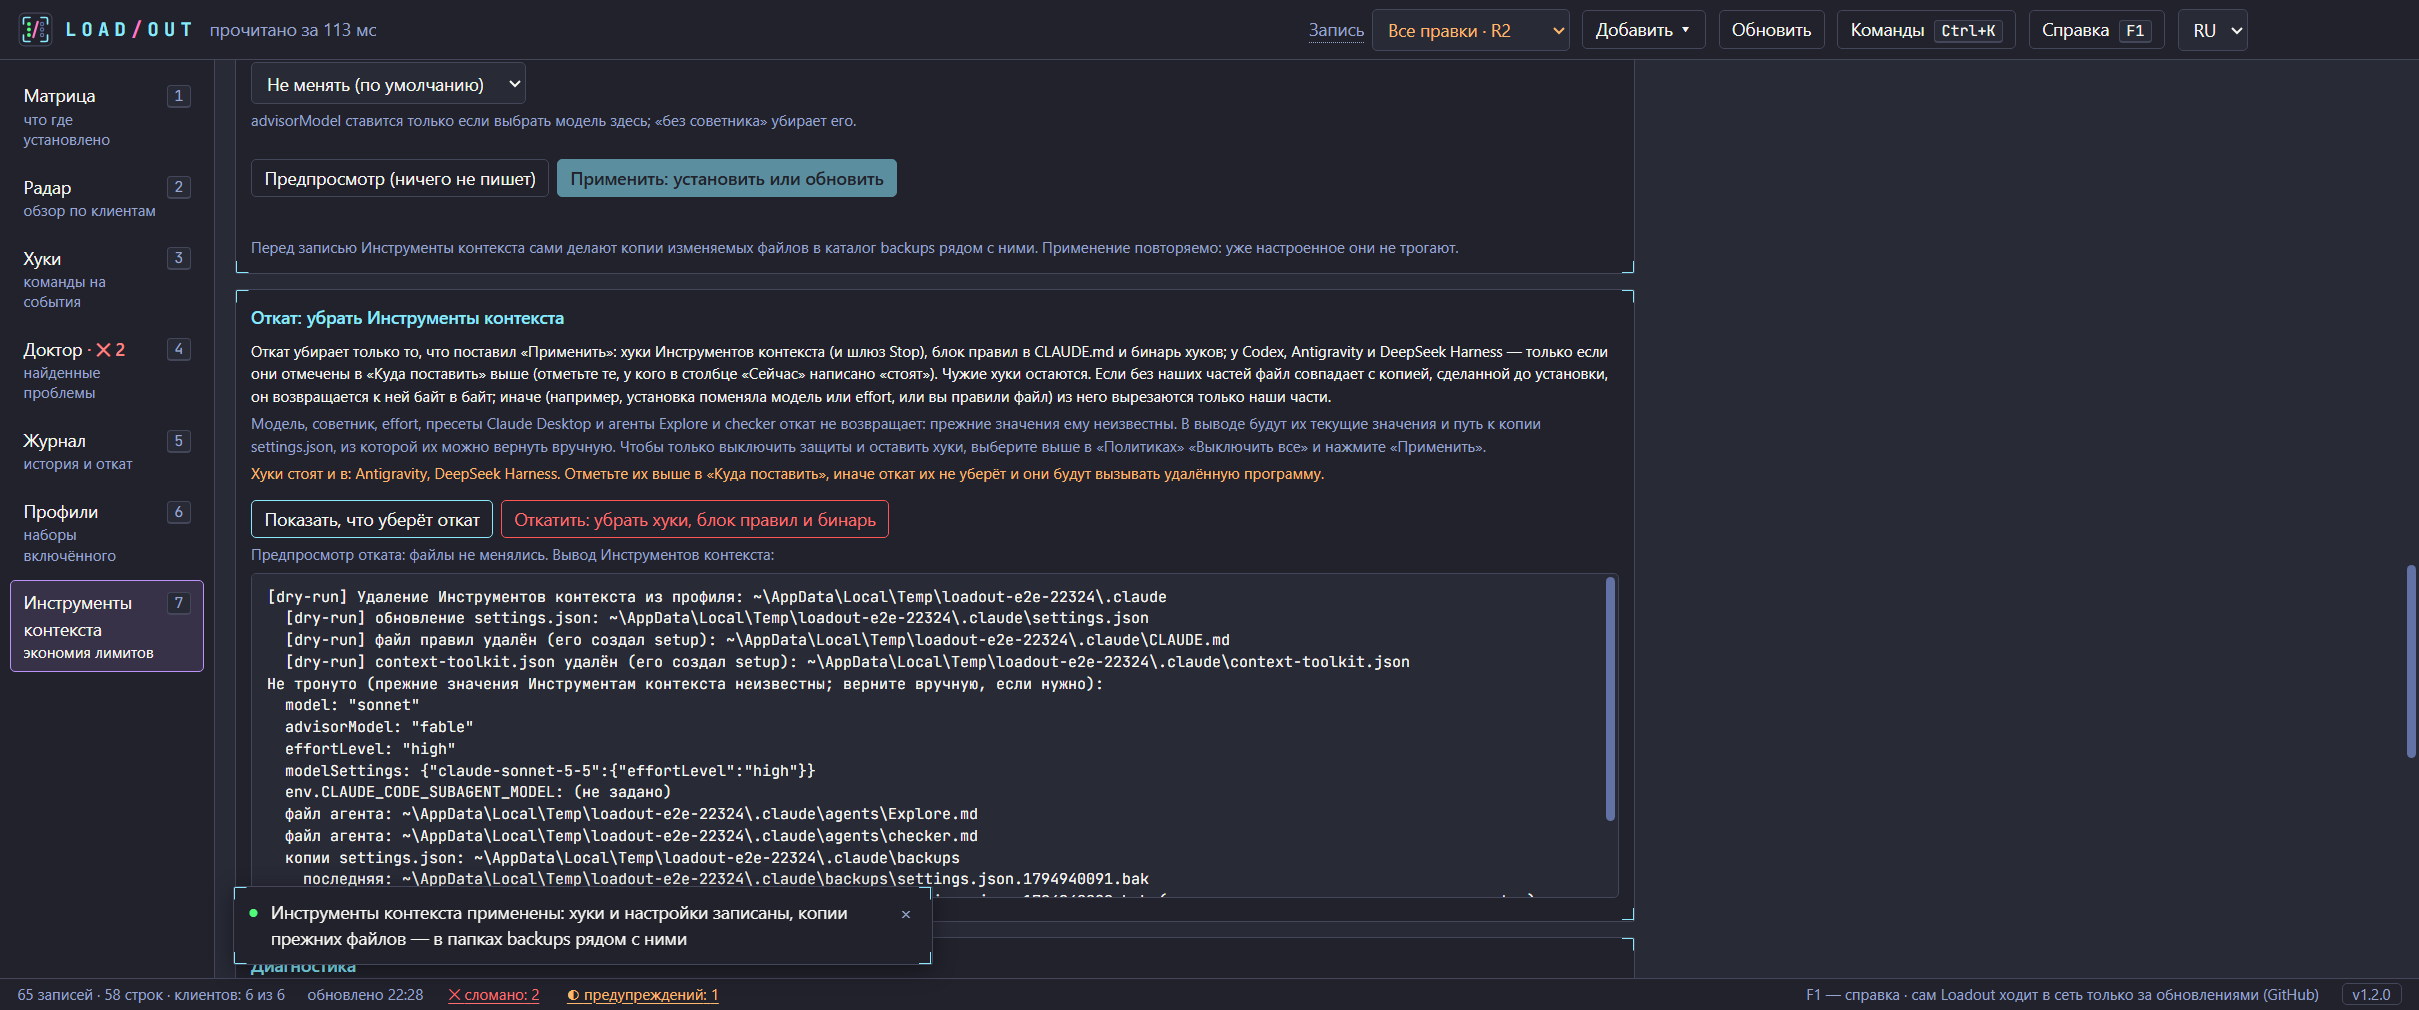 LOAD/OUT прочитано за 113 мс
Запись Все правки · R2 Добавить Обновить Команды Ctrl+K Справка F1 RU
Матрица 1
что где
установлено
Радар 2
обзор по клиентам
Хуки 3
команды на
события
Доктор · ✕ 2 4
найденные
проблемы
Журнал 5
история и откат
Профили 6
наборы
включённого
Инструменты 7
контекста
экономия лимитов
Не менять (по умолчанию)
advisorModel ставится только если выбрать модель здесь; «без советника» убирает его.
Предпросмотр (ничего не пишет) Применить: установить или обновить
Перед записью Инструменты контекста сами делают копии изменяемых файлов в каталог backups рядом с ними. Применение повторяемо: уже настроенное они не трогают.
Откат: убрать Инструменты контекста
Откат убирает только то, что поставил «Применить»: хуки Инструментов контекста (и шлюз Stop), блок правил в CLAUDE.md и бинарь хуков; у Codex, Antigravity и DeepSeek Harness — только если
они отмечены в «Куда поставить» выше (отметьте те, у кого в столбце «Сейчас» написано «стоят»). Чужие хуки остаются. Если без наших частей файл совпадает с копией, сделанной до установки,
он возвращается к ней байт в байт; иначе (например, установка поменяла модель или effort, или вы правили файл) из него вырезаются только наши части.
Модель, советник, effort, пресеты Claude Desktop и агенты Explore и checker откат не возвращает: прежние значения ему неизвестны. В выводе будут их текущие значения и путь к копии
settings.json, из которой их можно вернуть вручную. Чтобы только выключить защиты и оставить хуки, выберите выше в «Политиках» «Выключить все» и нажмите «Применить».
Хуки стоят и в: Antigravity, DeepSeek Harness. Отметьте их выше в «Куда поставить», иначе откат их не уберёт и они будут вызывать удалённую программу.
Показать, что уберёт откат Откатить: убрать хуки, блок правил и бинарь
Предпросмотр отката: файлы не менялись. Вывод Инструментов контекста:
[dry-run] Удаление Инструментов контекста из профиля: ~\AppData\Local\Temp\loadout-e2e-22324\.claude
[dry-run] обновление settings.json: ~\AppData\Local\Temp\loadout-e2e-22324\.claude\settings.json
[dry-run] файл правил удалён (его создал setup): ~\AppData\Local\Temp\loadout-e2e-22324\.claude\CLAUDE.md
[dry-run] context-toolkit.json удалён (его создал setup): ~\AppData\Local\Temp\loadout-e2e-22324\.claude\context-toolkit.json
Не тронуто (прежние значения Инструментам контекста неизвестны; верните вручную, если нужно):
model: "sonnet"
advisorModel: "fable"
effortLevel: "high"
modelSettings: {"claude-sonnet-5-5":{"effortLevel":"high"}}
env.CLAUDE_CODE_SUBAGENT_MODEL: (не задано)
файл агента: ~\AppData\Local\Temp\loadout-e2e-22324\.claude\agents\Explore.md
файл агента: ~\AppData\Local\Temp\loadout-e2e-22324\.claude\agents\checker.md
копии settings.json: ~\AppData\Local\Temp\loadout-e2e-22324\.claude\backups
последняя: ~\AppData\Local\Temp\loadout-e2e-22324\.claude\backups\settings.json.1794940091.bak
Инструменты контекста применены: хуки и настройки записаны, копии
прежних файлов — в папках backups рядом с ними
Диагностика
65 записей · 58 строк · клиентов: 6 из 6 обновлено 22:28 ✕ сломано: 2 предупреждений: 1 F1 — справка · сам Loadout ходит в сеть только за обновлениями (GitHub) v1.2.0